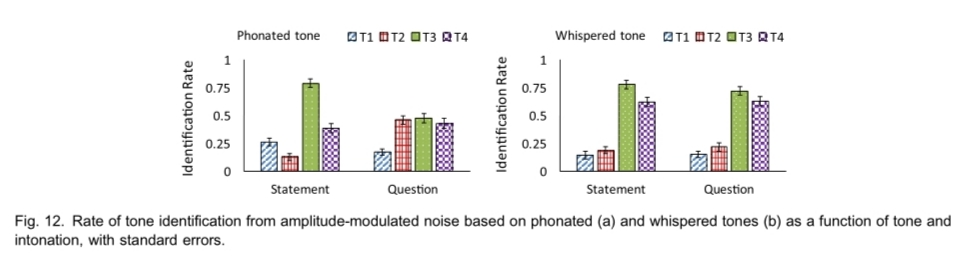 Phonated tone T1 T2 T3 T4
Identification Rate
1
0.75
0.5
0.25
0
Statement Question
Whispered tone T1 T2 T3 T4
Identification Rate
1
0.75
0.5
0.25
0
Statement Question
Fig. 12. Rate of tone identification from amplitude-modulated noise based on phonated (a) and whispered tones (b) as a function of tone and
intonation, with standard errors.